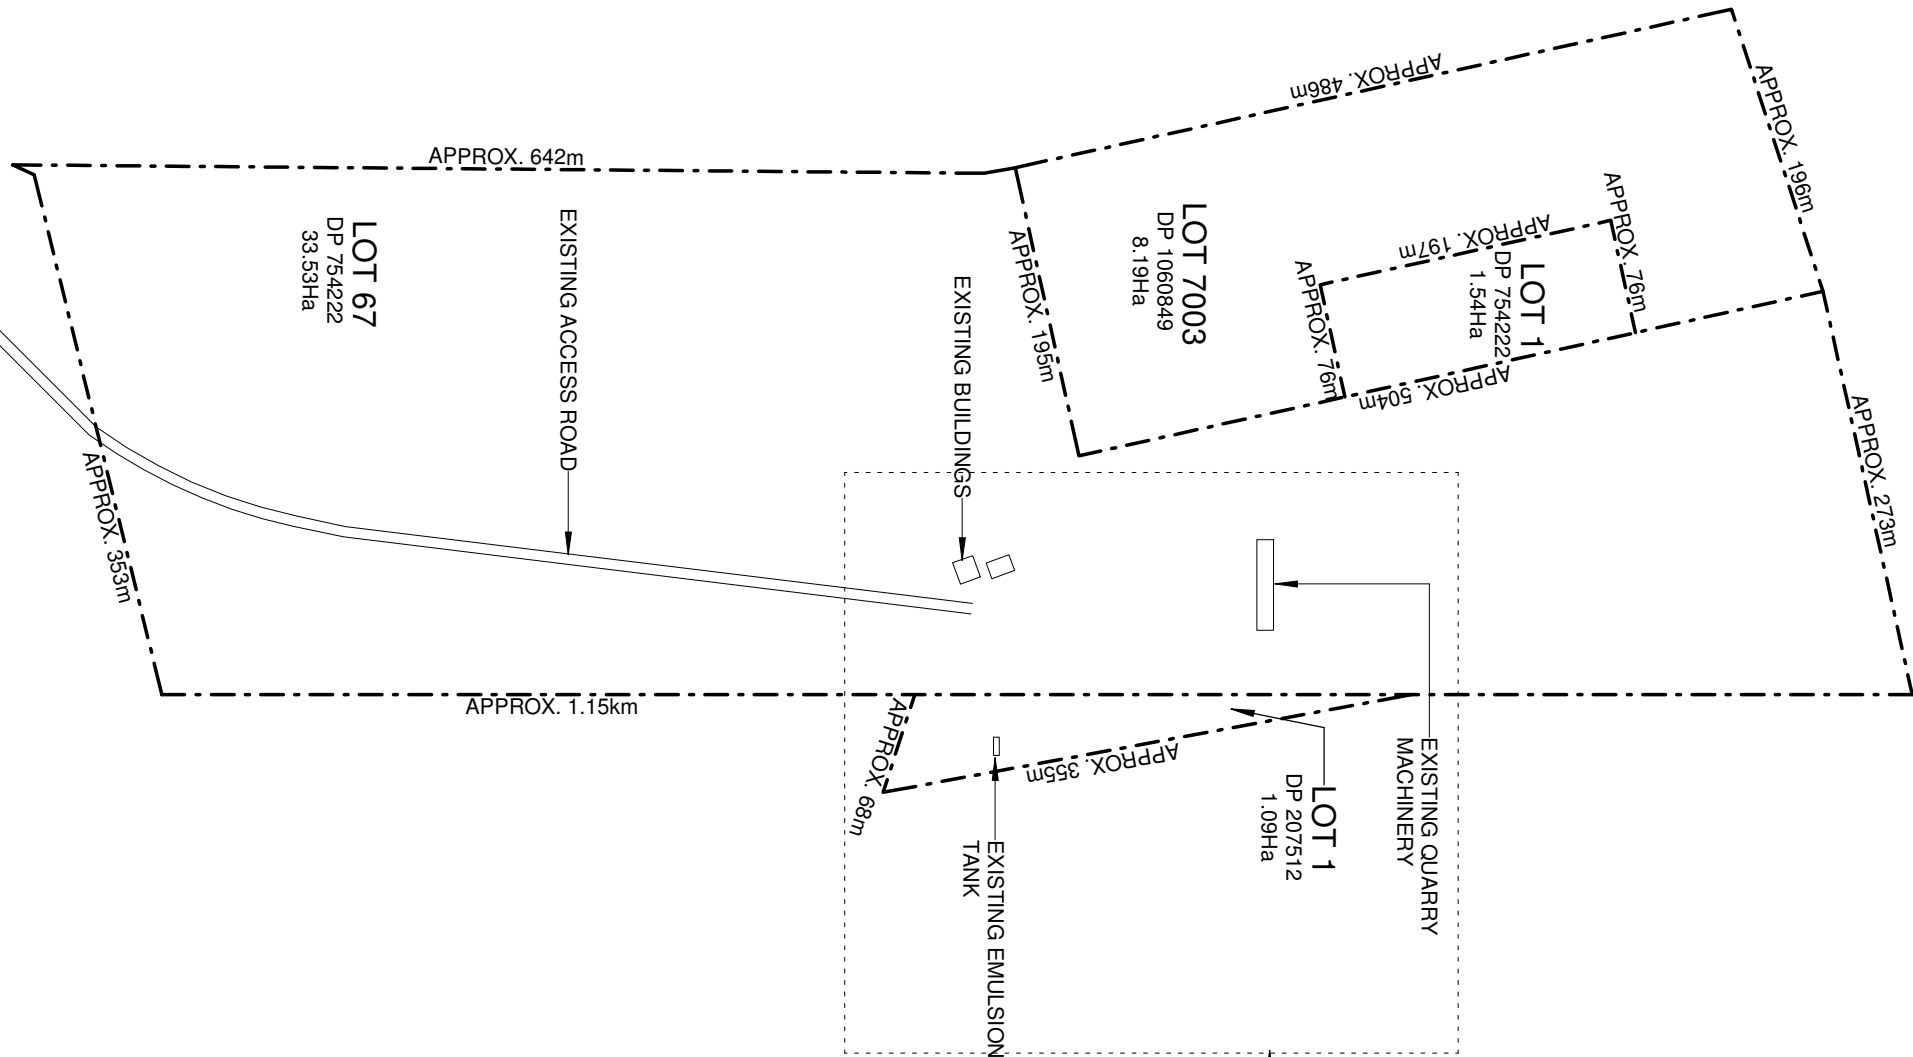 APPROX. 486m
APPROX. 196m
APPROX. 642m
APPROX. 76m
APPROX. 197m
LOT 1
DP 754222
1.54Ha
LOT 7003
DP 1060849
8.19Ha
APPROX. 195m
APPROX. 76m
APPROX. 504m
LOT 67
DP 754222
33.53Ha
EXISTING ACCESS ROAD
EXISTING BUILDINGS
APPROX. 273m
APPROX. 353m
APPROX. 1.15km
APPROX. 68m
APPROX. 355m
EXISTING QUARRY
MACHINERY
LOT 1
DP 207512
1.09Ha
EXISTING EMULSION
TANK